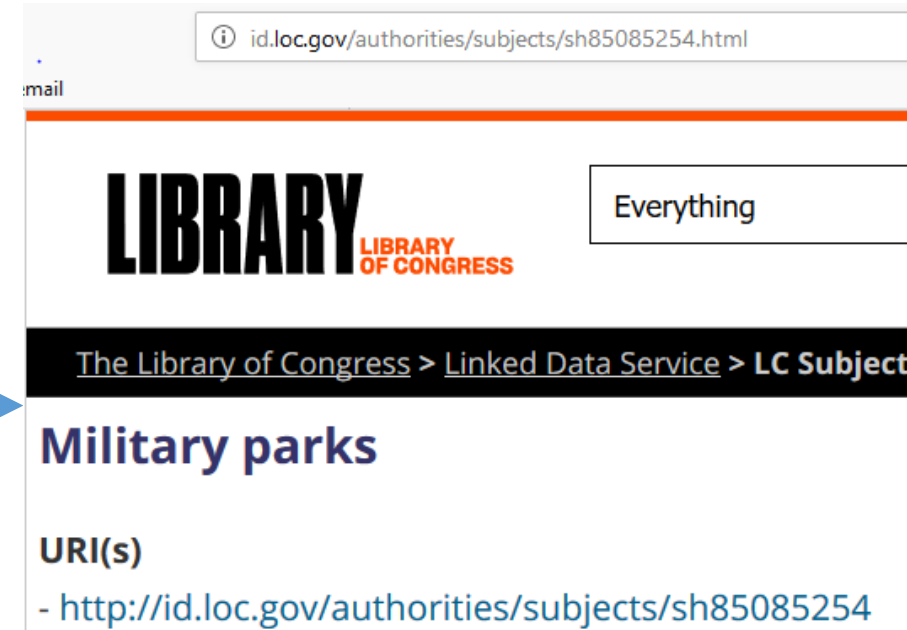 id.loc.gov/authorities/subjects/sh85085254.html
email
LIBRARY
LIBRARY
OF CONGRESS
Everything
The Library of Congress > Linked Data Service > LC Subject
Military parks
URI(s)
- http://id.loc.gov/authorities/subjects/sh85085254